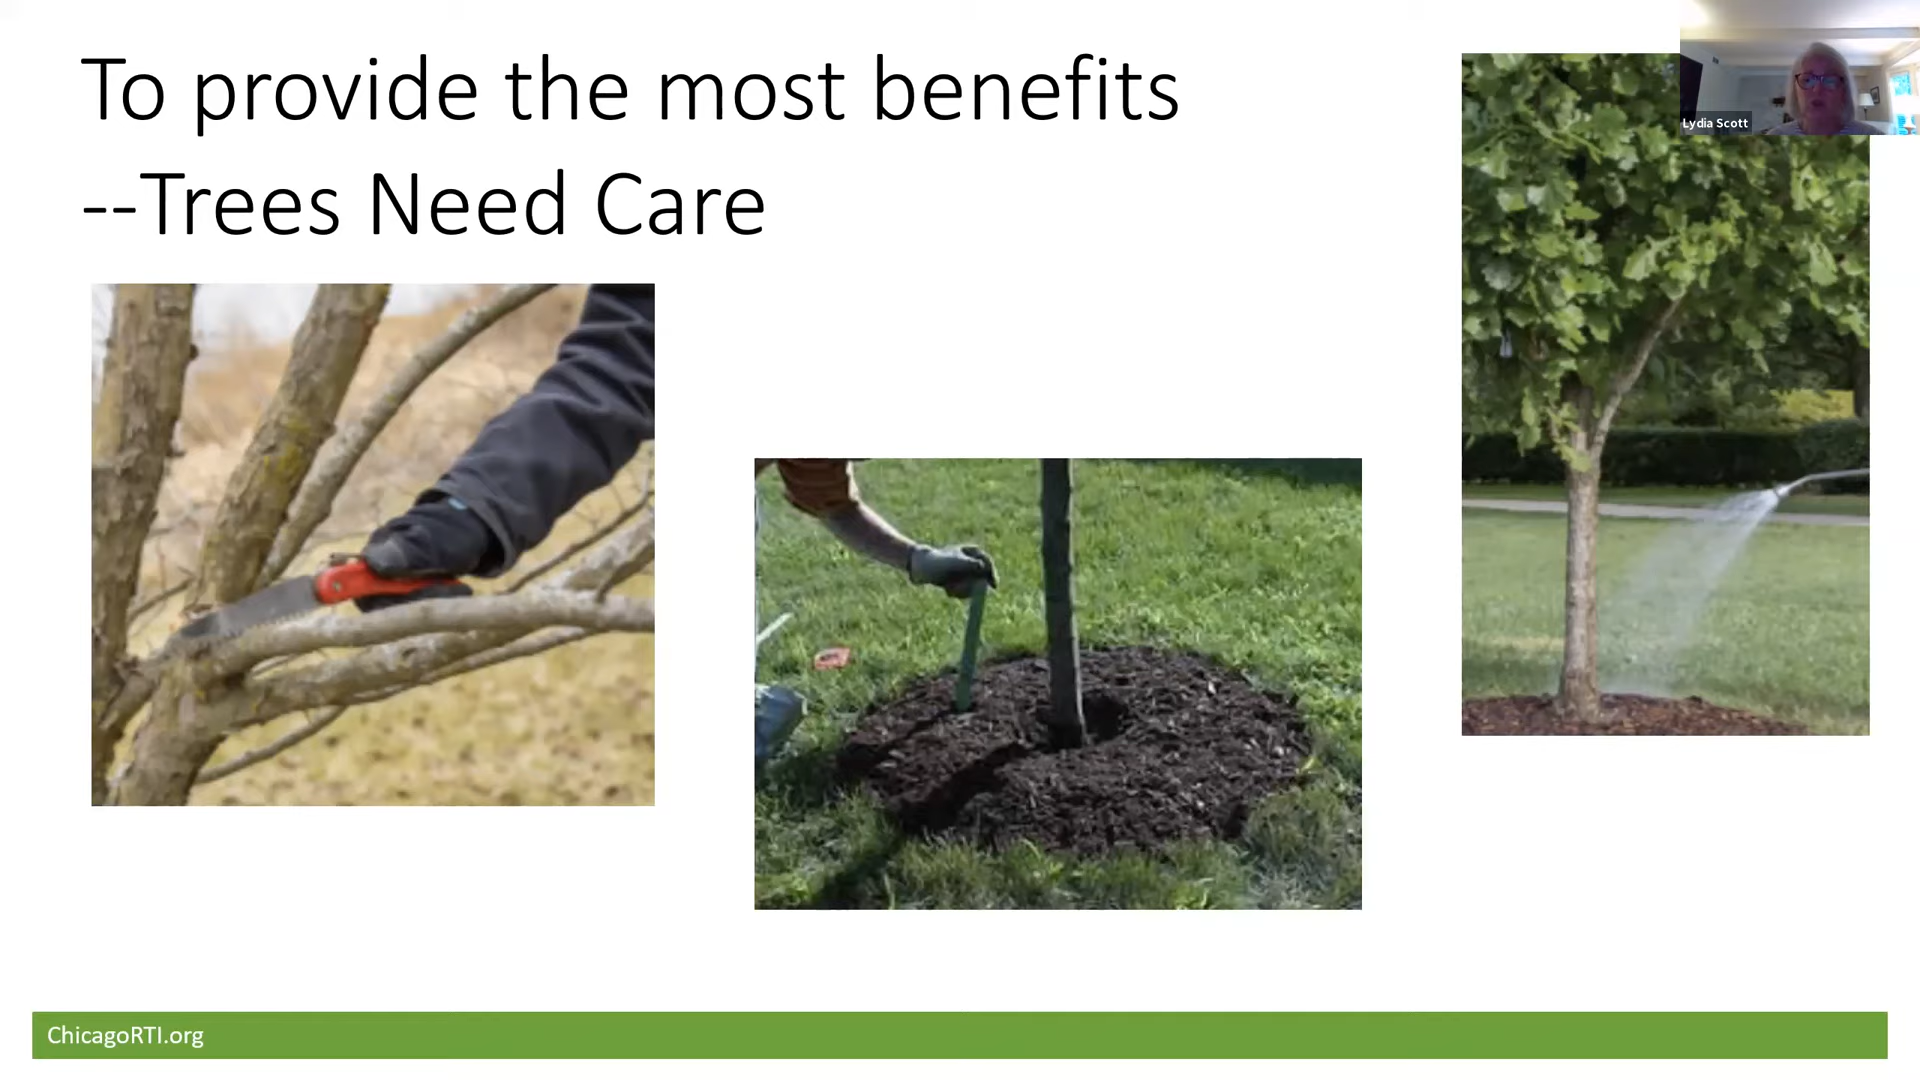 To provide the most benefits
--Trees Need Care
Lydia Scott
ChicagoRTI.org